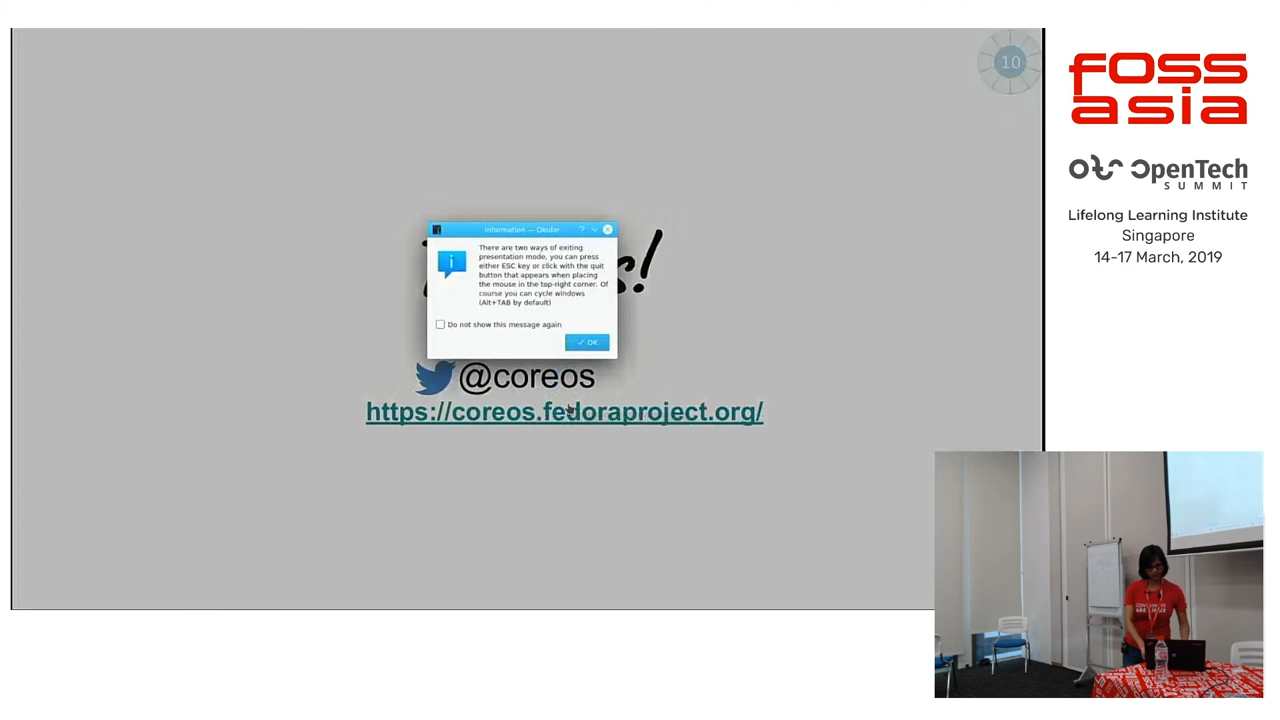 10
Information — Okular
There are two ways of exiting
presentation mode, you can press
either ESC key or click with the quit
button that appears when placing
the mouse in the top-right corner. Of
course you can cycle windows
(Alt+TAB by default)
Do not show this message again
OK
@coreos
https://coreos.fedoraproject.org/
fOSS
asia
OpenTech
SUMMIT
Lifelong Learning Institute
Singapore
14-17 March, 2019
ARE LINUX